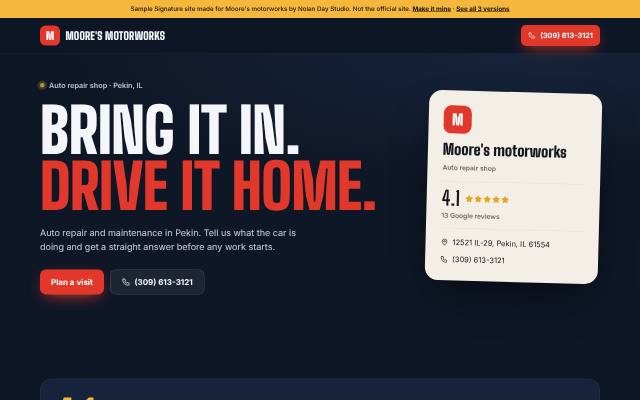 Sample Signature site made for Moore's motorworks by Nolan Day Studio. Not the official site. Make it mine · See all 3 versions
M MOORE'S MOTORWORKS
(309) 613-3121
Auto repair shop · Pekin, IL
BRING IT IN.
DRIVE IT HOME.
Auto repair and maintenance in Pekin. Tell us what the car is
doing and get a straight answer before any work starts.
Plan a visit
(309) 613-3121
M
Moore's motorworks
Auto repair shop
4.1
13 Google reviews
12521 IL-29, Pekin, IL 61554
(309) 613-3121